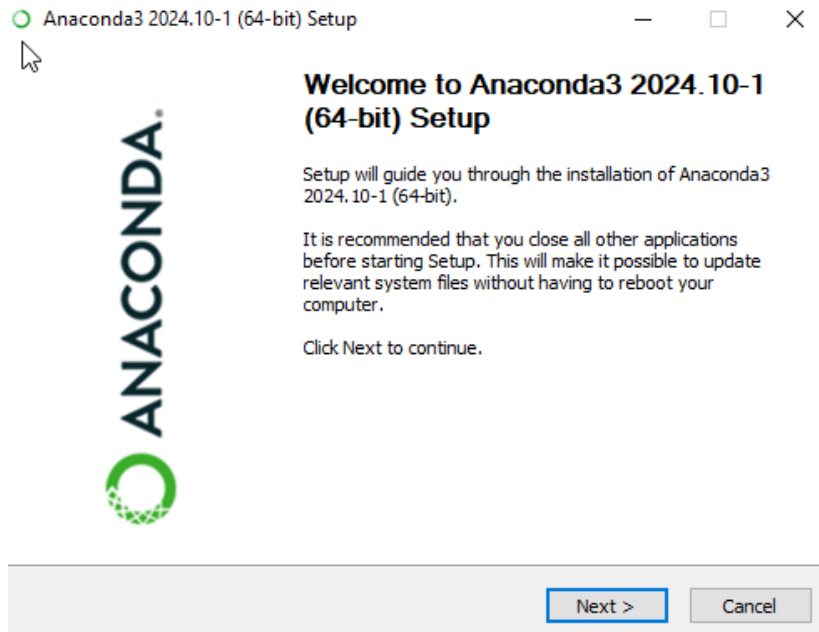 Anaconda3 2024.10-1 (64-bit) Setup
Welcome to Anaconda3 2024.10-1
(64-bit) Setup
Setup will guide you through the installation of Anaconda3
2024.10-1 (64-bit).
It is recommended that you close all other applications
before starting Setup. This will make it possible to update
relevant system files without having to reboot your
computer.
Click Next to continue.
ANACONDA.
Next >
Cancel